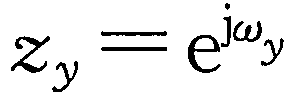 z_y = e^{jω_y}